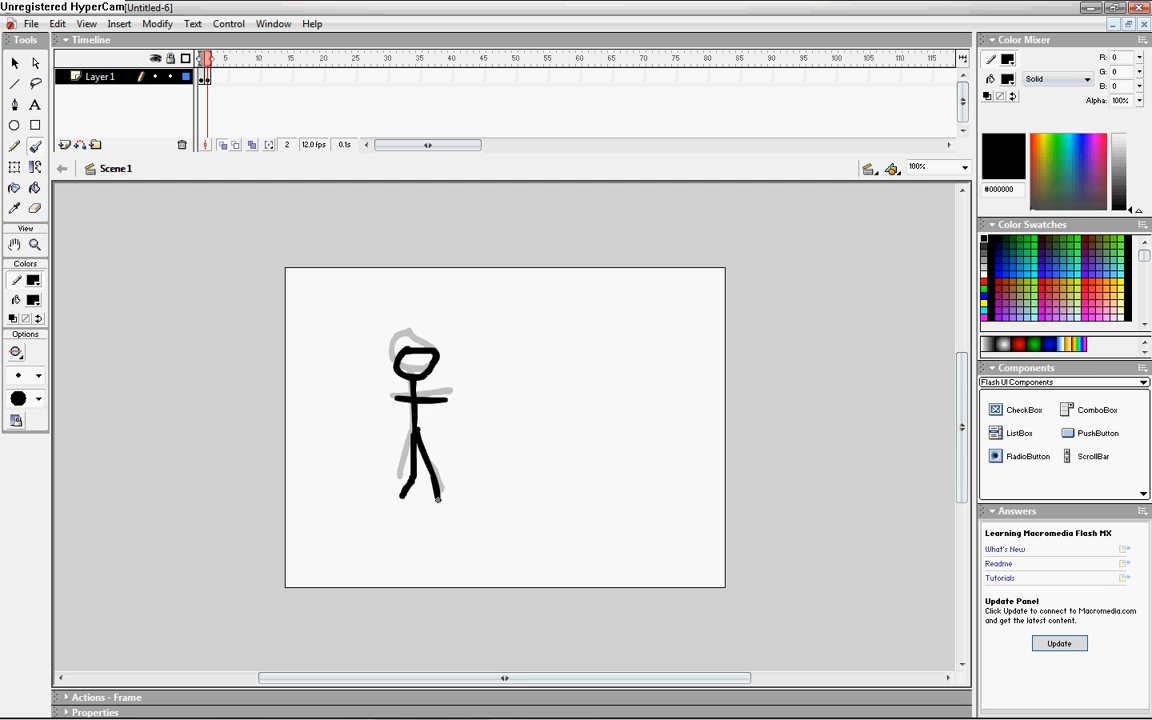 Unregistered HyperCam
[Untitled-6]
File Edit View Insert Modify Text Control Window Help
Tools
Timeline
5 10 15 20 25 30 35 40 45 50 55 60 65 70 75 80 85 90 95 100 105 110 115
Layer 1
2 12.0 fps 0.1s
Scene 1
100%
View
Colors
Options
Color Mixer
R: 0
Solid
G: 0
B: 0
Alpha: 100%
#000000
Color Swatches
Components
Flash UI Components
CheckBox ComboBox
ListBox PushButton
RadioButton ScrollBar
Answers
Learning Macromedia Flash MX
What's New
Readme
Tutorials
Update Panel
Click Update to connect to Macromedia.com
and get the latest content.
Update
Actions - Frame
Properties